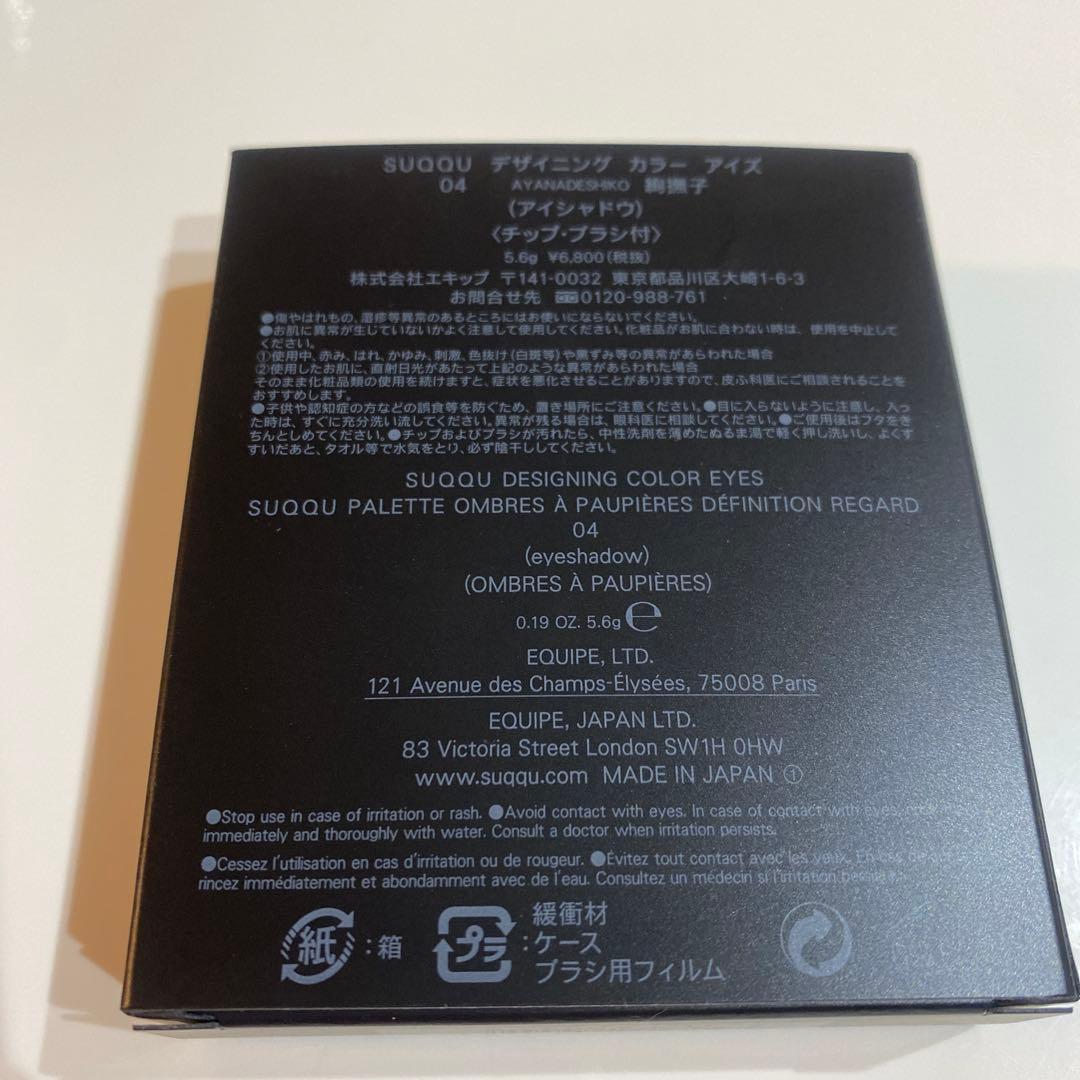 SUQQU デザイニング カラー アイズ
04 AYANADESHIKO 絢撫子
(アイシャドウ)
〈チップ・ブラシ付〉
5.6g ¥6,800(税抜)
株式会社エキップ 〒141-0032 東京都品川区大崎1-6-3
お問合せ先 0120-988-761
●傷やはれもの、湿疹等異常のあるところにはお使いにならないでください。
●お肌に異常が生じていないかよく注意して使用してください。化粧品がお肌に合わない時は、使用を中止して
ください。
①使用中、赤み、はれ、かゆみ、刺激、色抜け(白斑等)や黒ずみ等の異常があらわれた場合
②使用したお肌に、直射日光があたって上記のような異常があらわれた場合
そのまま化粧品類の使用を続けますと、症状を悪化させることがありますので、皮ふ科医にご相談されることを
おすすめします。
●子供や認知症の方などの誤食等を防ぐため、置き場所にご注意ください。●目に入らないように注意し、入っ
た時は、すぐに充分洗い流してください。異常が残る場合は、眼科医に相談してください。●ご使用後はフタをき
ちんとしめてください。●チップおよびブラシが汚れたら、中性洗剤を薄めたぬるま湯で軽く押し洗いし、よくす
すいだあと、タオル等で水気をとり、必ず陰干ししてください。
SUQQU DESIGNING COLOR EYES
SUQQU PALETTE OMBRES À PAUPIÈRES DÉFINITION REGARD
04
(eyeshadow)
(OMBRES À PAUPIÈRES)
0.19 OZ. 5.6g ℮
EQUIPE, LTD.
121 Avenue des Champs-Élysées, 75008 Paris
EQUIPE, JAPAN LTD.
83 Victoria Street London SW1H 0HW
www.suqqu.com MADE IN JAPAN ①
●Stop use in case of irritation or rash. ●Avoid contact with eyes. In case of contact with eyes,
immediately and thoroughly with water. Consult a doctor when irritation persists.
●Cessez l'utilisation en cas d'irritation ou de rougeur. ●Évitez tout contact avec les yeux. En cas
rincez immédiatement et abondamment avec de l'eau. Consultez un médecin si l'irritation persiste.
紙 : 箱
プラ : 緩衝材
ケース
ブラシ用フィルム